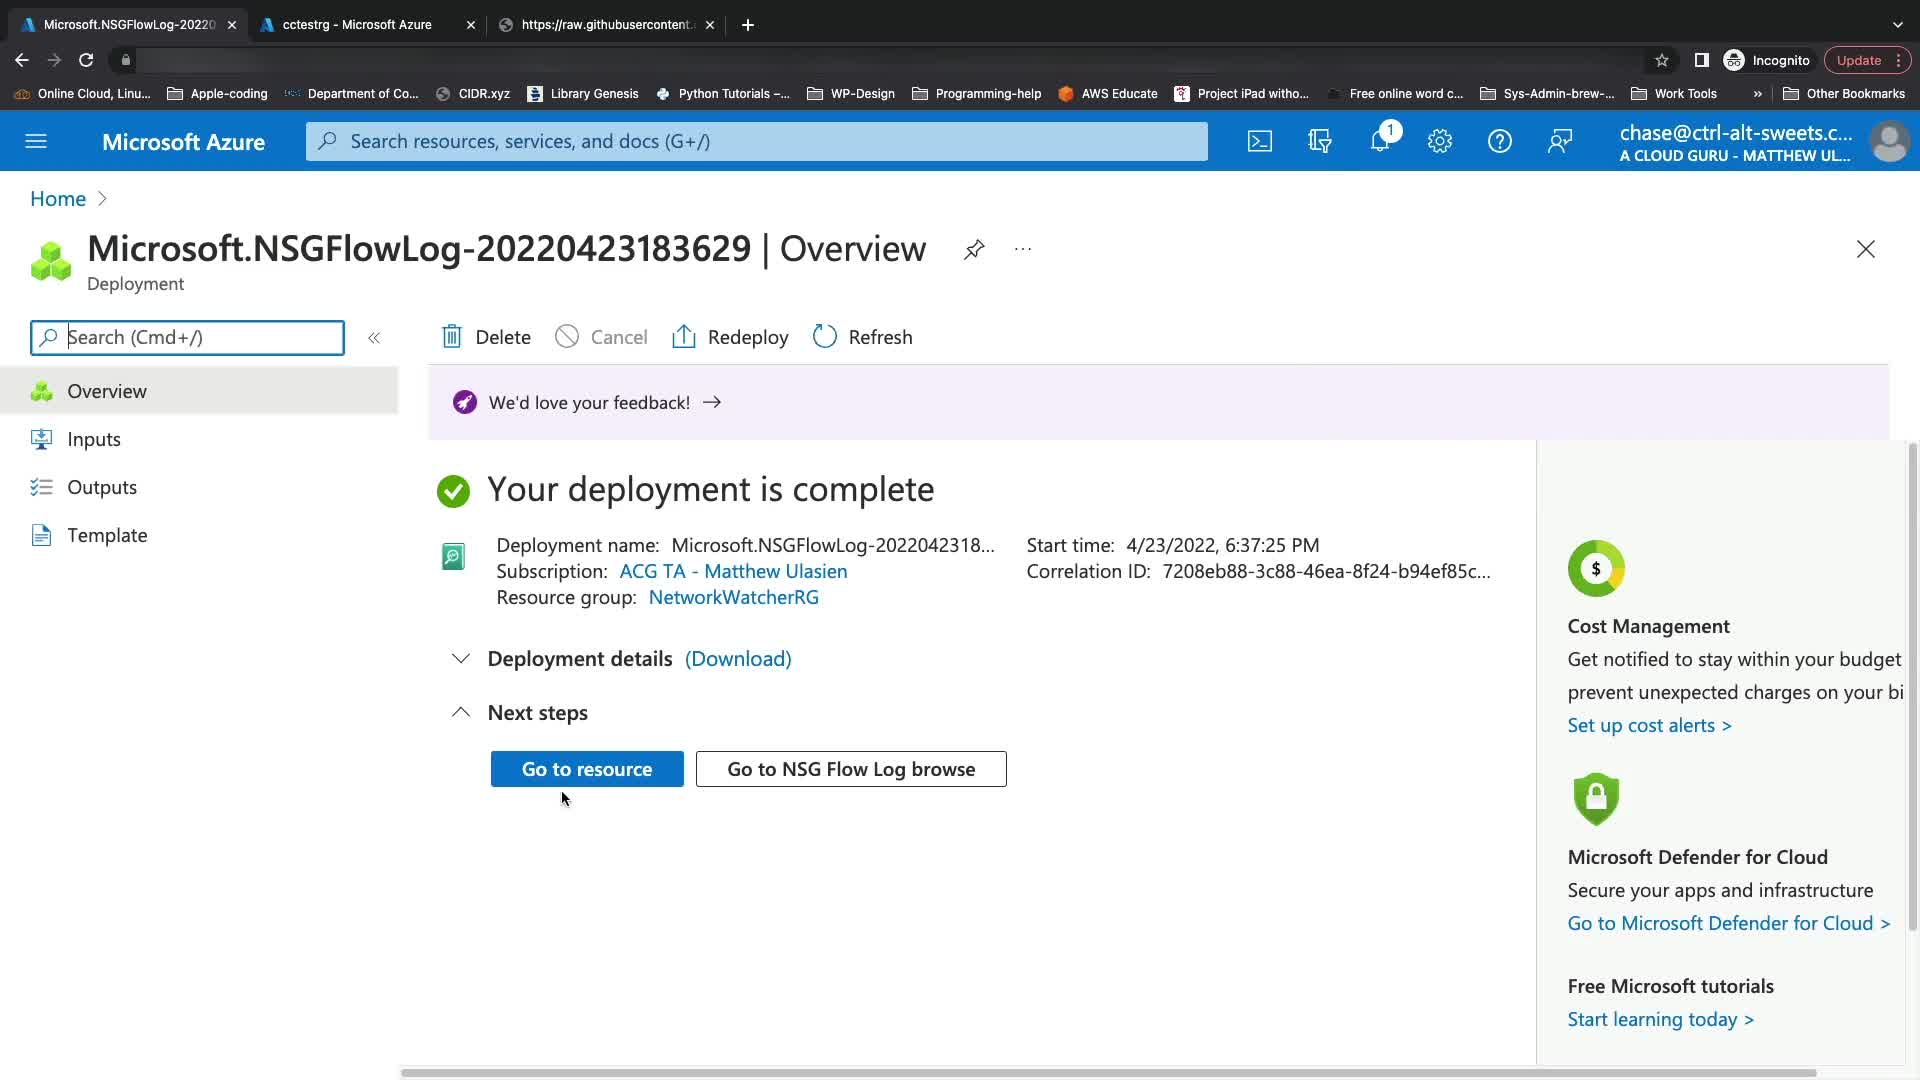 Microsoft.NSGFlowLog-20220
cctestrg - Microsoft Azure
https://raw.githubusercontent.
Incognito
Update
Online Cloud, Linu...
Apple-coding
Department of Co...
CIDR.xyz
Library Genesis
Python Tutorials –...
WP-Design
Programming-help
AWS Educate
Project iPad witho...
Free online word c...
Sys-Admin-brew-...
Work Tools
»
Other Bookmarks
Microsoft Azure
Search resources, services, and docs (G+/)
1
chase@ctrl-alt-sweets.c...
A CLOUD GURU - MATTHEW UL...
Home >
Microsoft.NSGFlowLog-20220423183629 | Overview
...
Deployment
Search (Cmd+/)
«
Delete
Cancel
Redeploy
Refresh
Overview
Inputs
Outputs
Template
We'd love your feedback! →
Your deployment is complete
Deployment name: Microsoft.NSGFlowLog-2022042318...
Subscription: ACG TA - Matthew Ulasien
Resource group: NetworkWatcherRG
Start time: 4/23/2022, 6:37:25 PM
Correlation ID: 7208eb88-3c88-46ea-8f24-b94ef85c...
Deployment details (Download)
Next steps
Go to resource
Go to NSG Flow Log browse
$
Cost Management
Get notified to stay within your budget
prevent unexpected charges on your bi
Set up cost alerts >
Microsoft Defender for Cloud
Secure your apps and infrastructure
Go to Microsoft Defender for Cloud >
Free Microsoft tutorials
Start learning today >